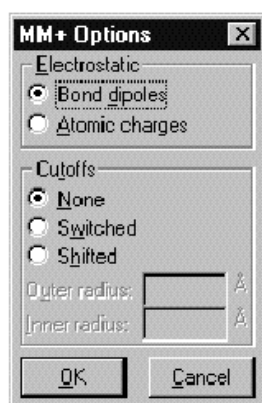 MM+ Options
Electrostatic
Bond dipoles
Atomic charges
Cutoffs
None
Switched
Shifted
Outer radius: Å
Inner radius: Å
OK Cancel